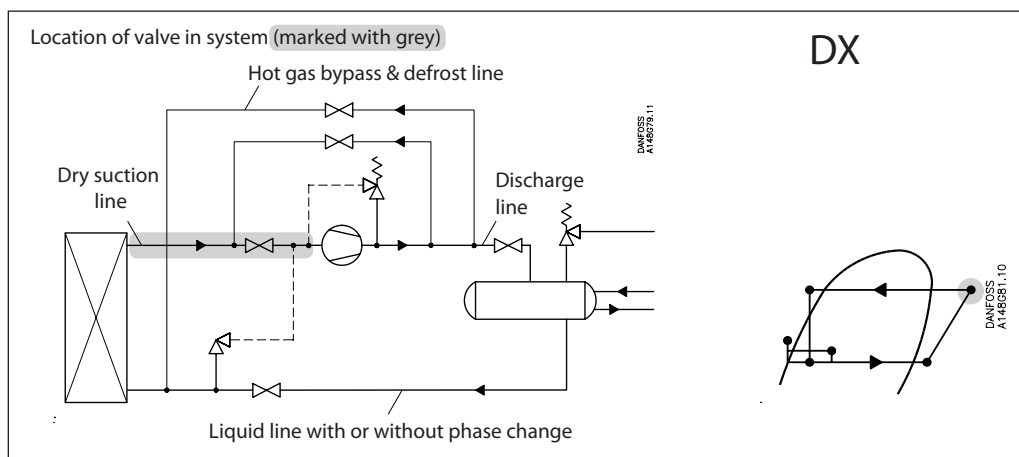 Location of valve in system (marked with grey)
DX
Hot gas bypass & defrost line
DANFOSS
A148G79.11
Dry suction
line
Discharge
line
DANFOSS
A148G81.10
Liquid line with or without phase change